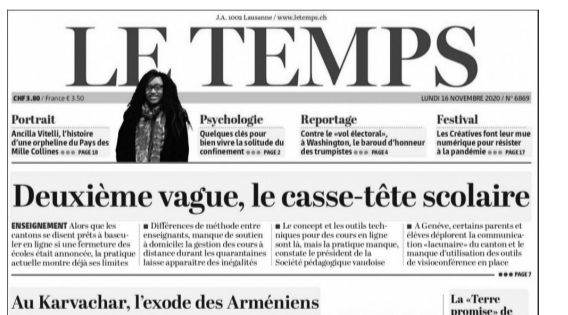 J.A. 1002 Lausanne / www.letemps.ch
LE TEMPS
CHF 3.80 / France € 3.50
LUNDI 16 NOVEMBRE 2020 / N° 6869
Portrait
Ancilla Vitelli, l'histoire
d'une orpheline du Pays des
Mille Collines ●●● PAGE 18
Psychologie
Quelques clés pour
bien vivre la solitude du
confinement ●●● PAGE 2
Reportage
Contre le «vol électoral»,
à Washington, le baroud d'honneur
des trumpistes ●●● PAGE 4
Festival
Les Créatives font leur mue
numérique pour résister
à la pandémie ●●● PAGE 17
Deuxième vague, le casse-tête scolaire
ENSEIGNEMENT Alors que les
cantons se disent prêts à bascu-
ler en ligne si une fermeture des
écoles était annoncée, la pratique
actuelle montre déjà ses limites
■ Différences de méthode entre
enseignants, manque de soutien
à domicile: la gestion des cours à
distance durant les quarantaines
laisse apparaître des inégalités
■ Le concept et les outils tech-
niques pour des cours en ligne
sont là, mais la pratique manque,
constate le président de la
Société pédagogique vaudoise
■ A Genève, certains parents et
élèves déplorent la communica-
tion «lacunaire» du canton et le
manque d'utilisation des outils
de visioconférence en place
●●● PAGE 7
Au Karvachar, l'exode des Arméniens
La «Terre
promise» de